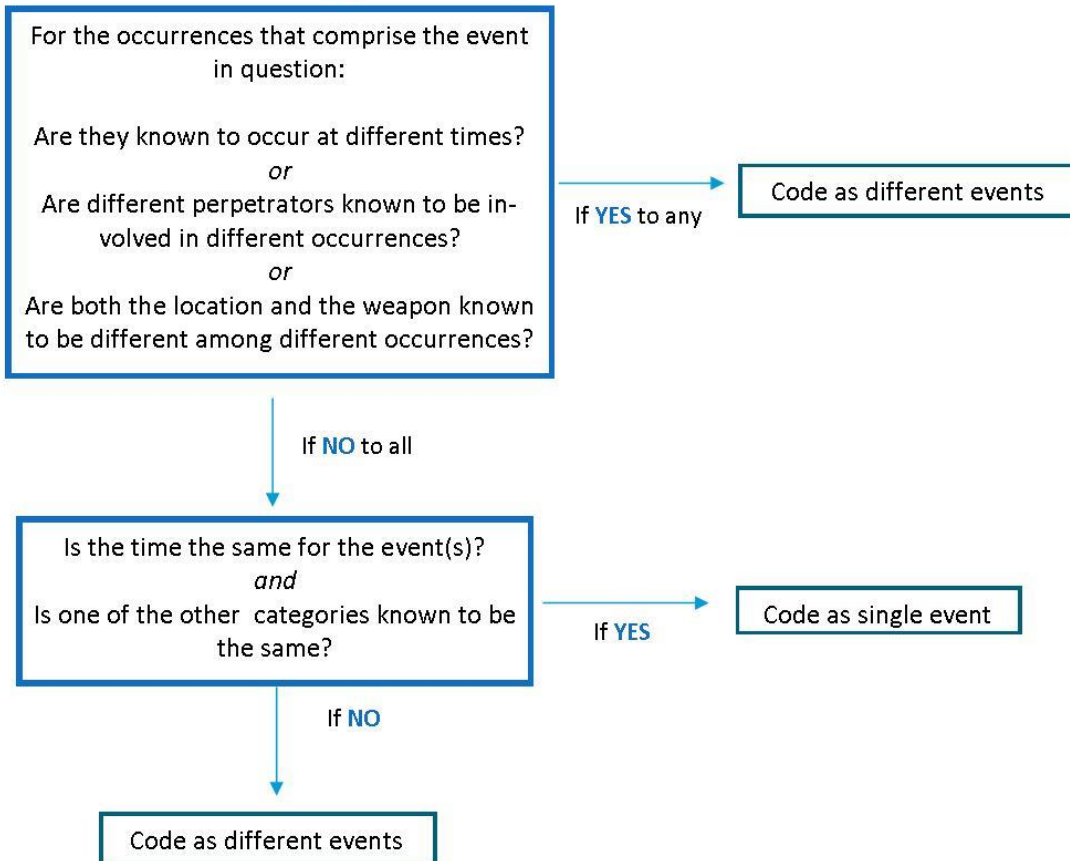 For the occurrences that comprise the event
in question:
Are they known to occur at different times?
or
Are different perpetrators known to be in-
volved in different occurrences?
or
Are both the location and the weapon known
to be different among different occurrences?
If YES to any
Code as different events
If NO to all
Is the time the same for the event(s)?
and
Is one of the other categories known to be
the same?
If YES
Code as single event
If NO
Code as different events